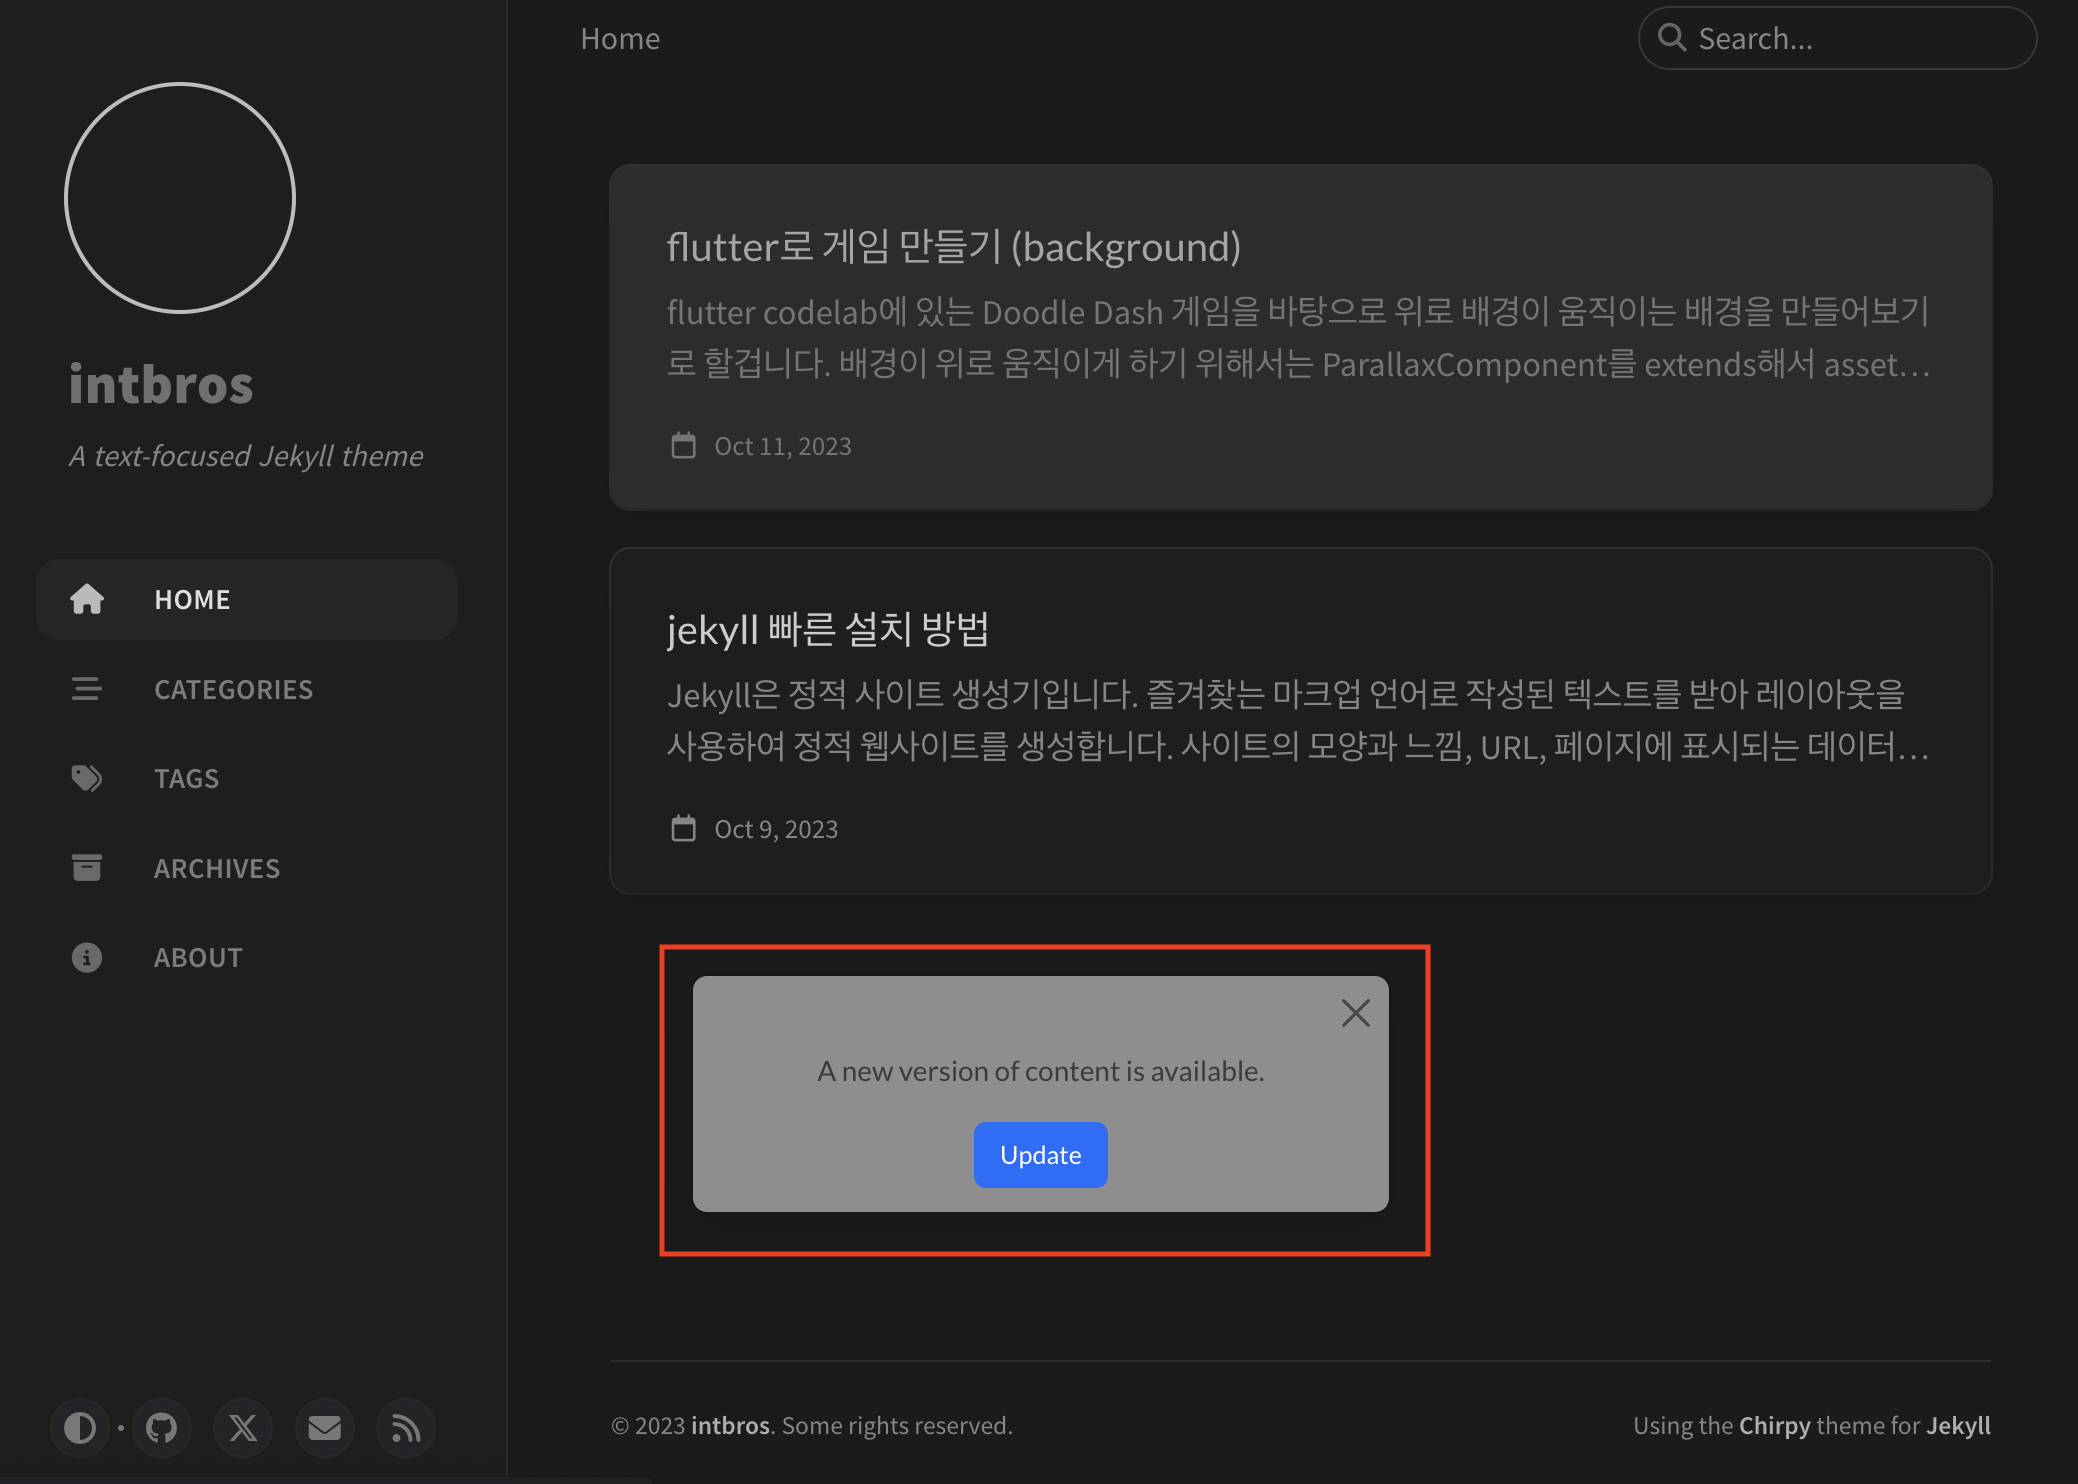 intbros
A text-focused Jekyll theme
HOME
CATEGORIES
TAGS
ARCHIVES
ABOUT
Home
Search...
flutter로 게임 만들기 (background)
flutter codelab에 있는 Doodle Dash 게임을 바탕으로 위로 배경이 움직이는 배경을 만들어보기
로 할겁니다. 배경이 위로 움직이게 하기 위해서는 ParallaxComponent를 extends해서 asset…
Oct 11, 2023
jekyll 빠른 설치 방법
Jekyll은 정적 사이트 생성기입니다. 즐겨찾는 마크업 언어로 작성된 텍스트를 받아 레이아웃을
사용하여 정적 웹사이트를 생성합니다. 사이트의 모양과 느낌, URL, 페이지에 표시되는 데이터…
Oct 9, 2023
A new version of content is available.
Update
© 2023 intbros. Some rights reserved.
Using the Chirpy theme for Jekyll